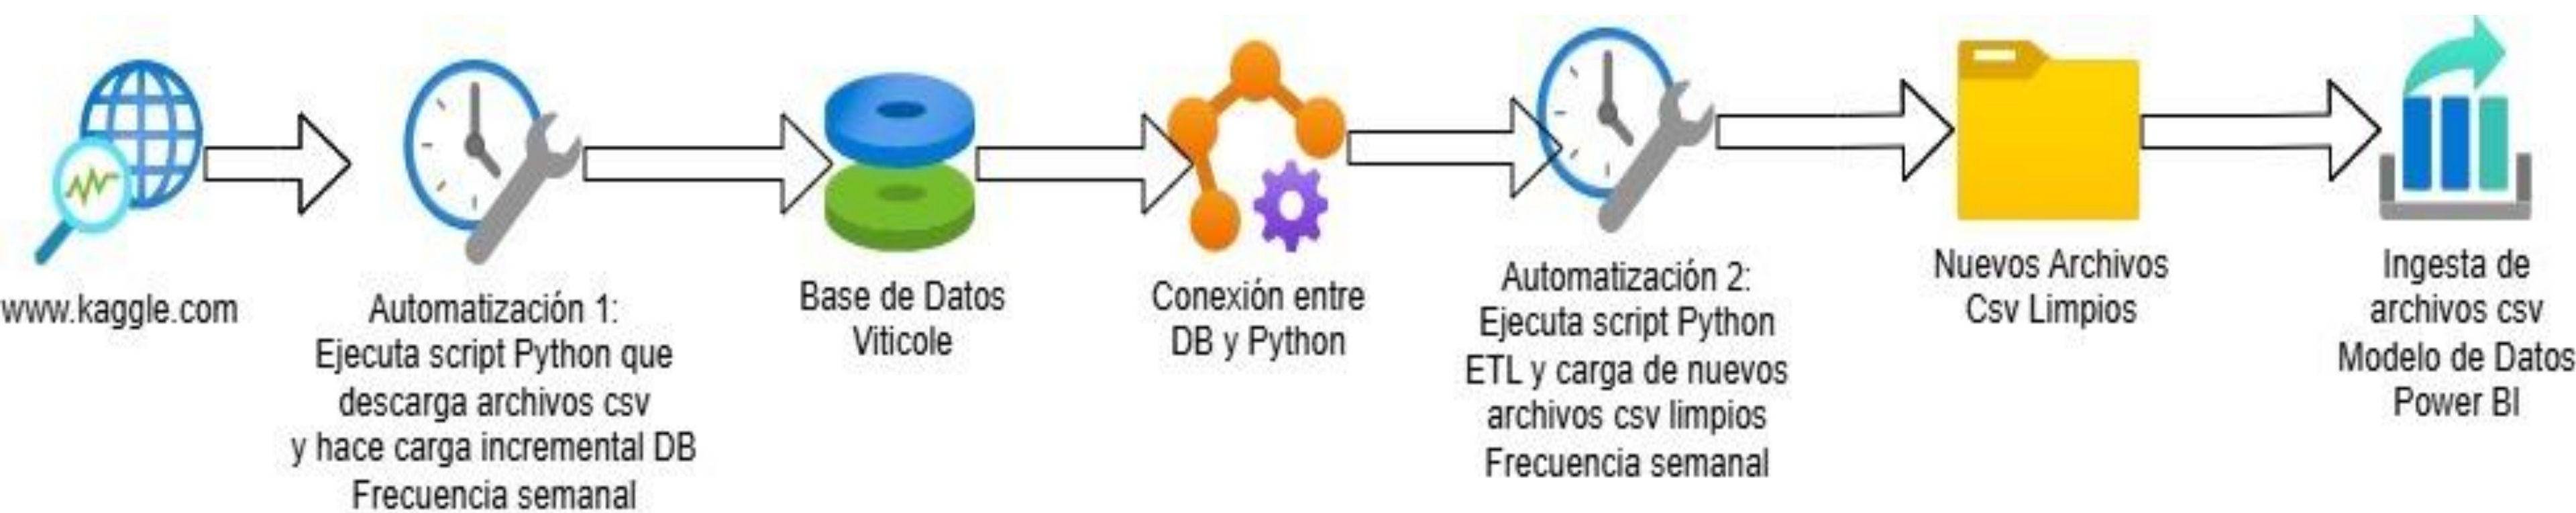 www.kaggle.com
Automatización 1:
Ejecuta script Python que
descarga archivos csv
y hace carga incremental DB
Frecuencia semanal
Base de Datos
Viticole
Conexión entre
DB y Python
Automatización 2:
Ejecuta script Python
ETL y carga de nuevos
archivos csv limpios
Frecuencia semanal
Nuevos Archivos
Csv Limpios
Ingesta de
archivos csv
Modelo de Datos
Power BI